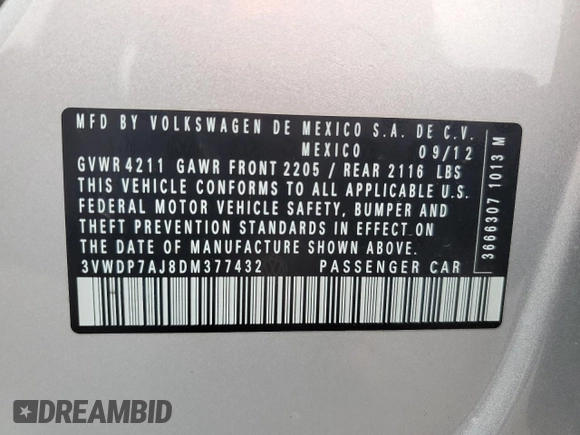 MFD BY VOLKSWAGEN DE MEXICO S.A. DE C.V.
MEXICO 09/12
GVWR 4211 GAWR FRONT 2205 / REAR 2116 LBS
THIS VEHICLE CONFORMS TO ALL APPLICABLE U.S.
FEDERAL MOTOR VEHICLE SAFETY, BUMPER AND
THEFT PREVENTION STANDARDS IN EFFECT ON
THE DATE OF MANUFACTURE SHOWN ABOVE.
3VWDP7AJ8DM377432 PASSENGER CAR
3666307 1013 M
DREAMBID